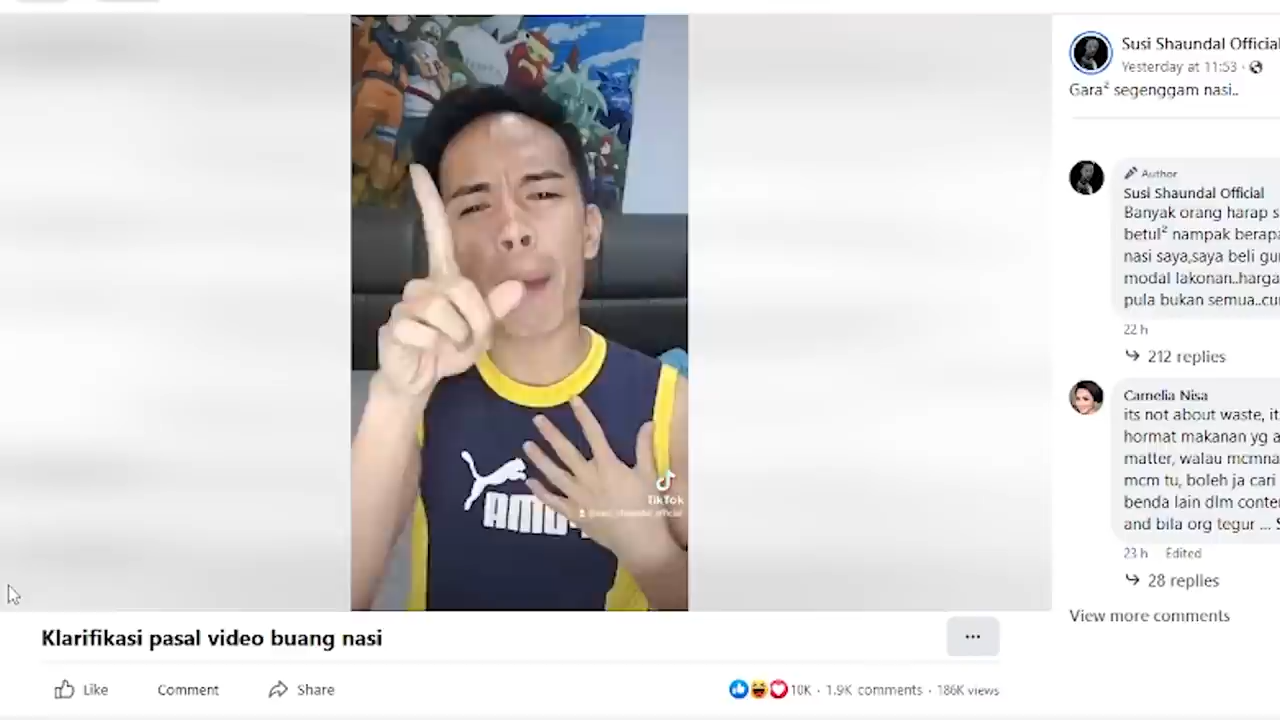 Susi Shaundal Official
Yesterday at 11:53 ·
Gara² segenggam nasi..
Author
Susi Shaundal Official
Banyak orang harap s
betul² nampak berapa
nasi saya,saya beli gu
modal lakonan..harga
pula bukan semua..cu
22 h
212 replies
Camelia Nisa
its not about waste, it
hormat makanan yg a
matter, walau mcmna
mcm tu, boleh ja cari
benda lain dlm conte
and bila org tegur ... S
23 h Edited
28 replies
View more comments
TikTok
Klarifikasi pasal video buang nasi
...
Like Comment Share
10K · 1.9K comments · 186K views